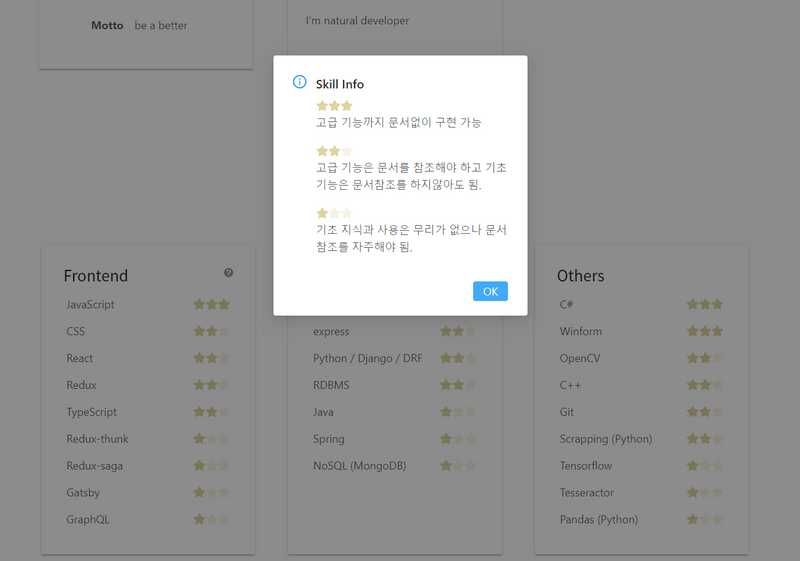 Motto be a better
I'm natural developer
Skill Info
고급 기능까지 문서없이 구현 가능
고급 기능은 문서를 참조해야 하고 기초
기능은 문서참조를 하지않아도 됨.
기초 지식과 사용은 무리가 없으나 문서
참조를 자주해야 됨.
OK
Frontend
JavaScript
CSS
React
Redux
TypeScript
Redux-thunk
Redux-saga
Gatsby
GraphQL
express
Python / Django / DRF
RDBMS
Java
Spring
NoSQL (MongoDB)
Others
C#
Winform
OpenCV
C++
Git
Scrapping (Python)
Tensorflow
Tesseractor
Pandas (Python)